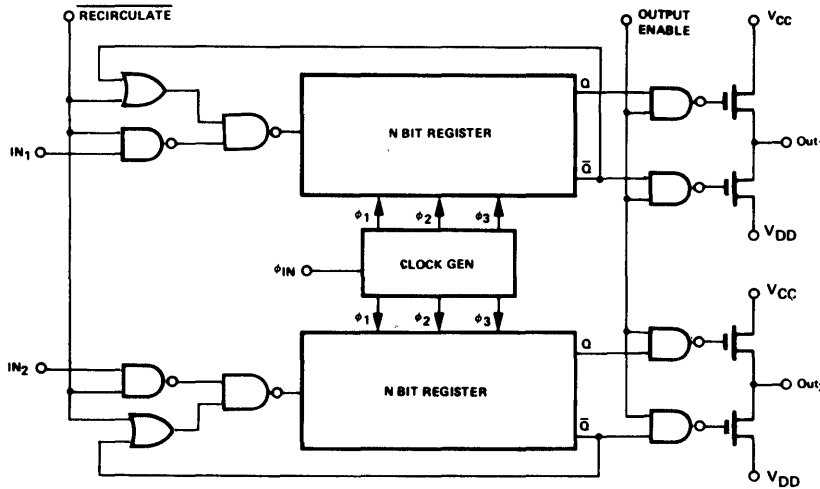 RECIRCULATE
OUTPUT
ENABLE
VCC
Q
N BIT REGISTER
IN1
Out1
Q̅
ϕ1 ϕ2 ϕ3
VDD
ϕIN
CLOCK GEN
VCC
ϕ1 ϕ2 ϕ3
Q
IN2
N BIT REGISTER
Out2
Q̅
VDD